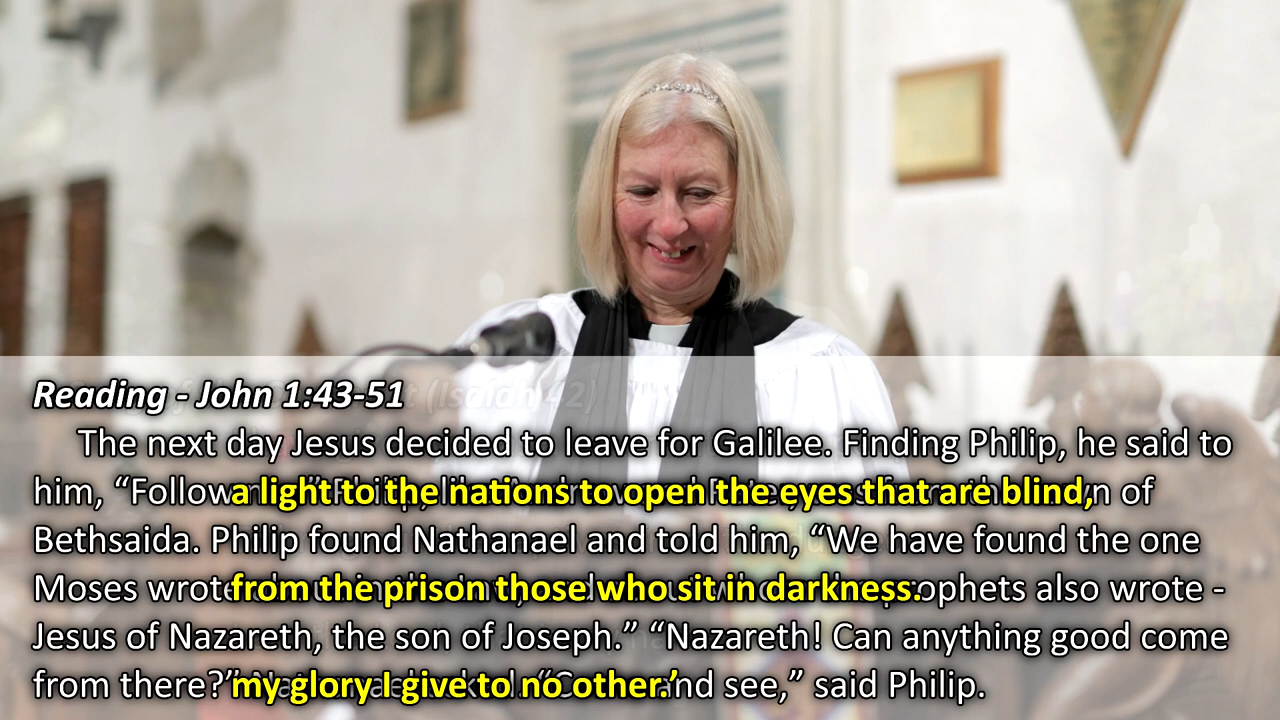 Reading - John 1:43-51 (Isaiah 42)
The next day Jesus decided to leave for Galilee. Finding Philip, he said to
him, “Follow a light to the nations to open the eyes that are blind, n of
Bethsaida. Philip found Nathanael and told him, “We have found the one
Moses wrote from the prison those who sit in darkness. ophets also wrote -
Jesus of Nazareth, the son of Joseph.” “Nazareth! Can anything good come
from there?” my glory I give to no other.’ and see,” said Philip.